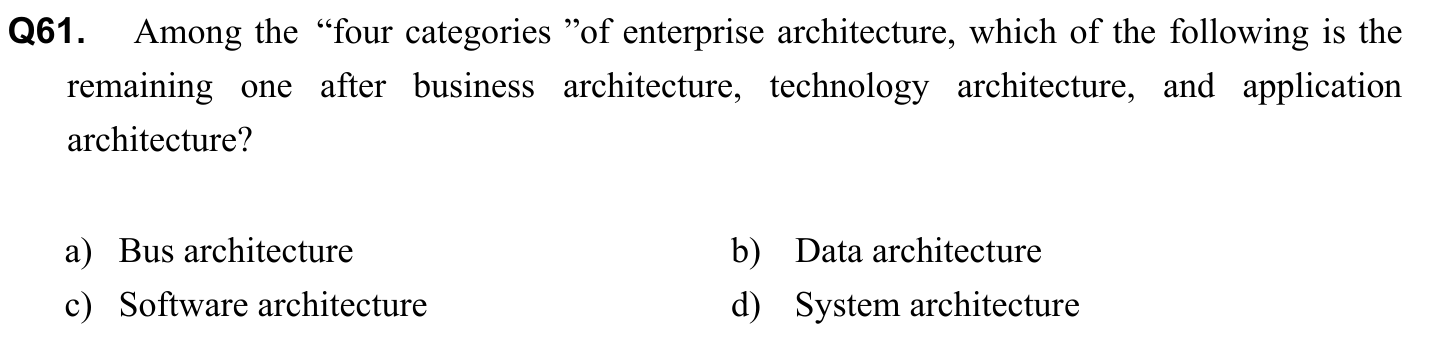 Q61. Among the “four categories ”of enterprise architecture, which of the following is the
remaining one after business architecture, technology architecture, and application
architecture?
a) Bus architecture b) Data architecture
c) Software architecture d) System architecture